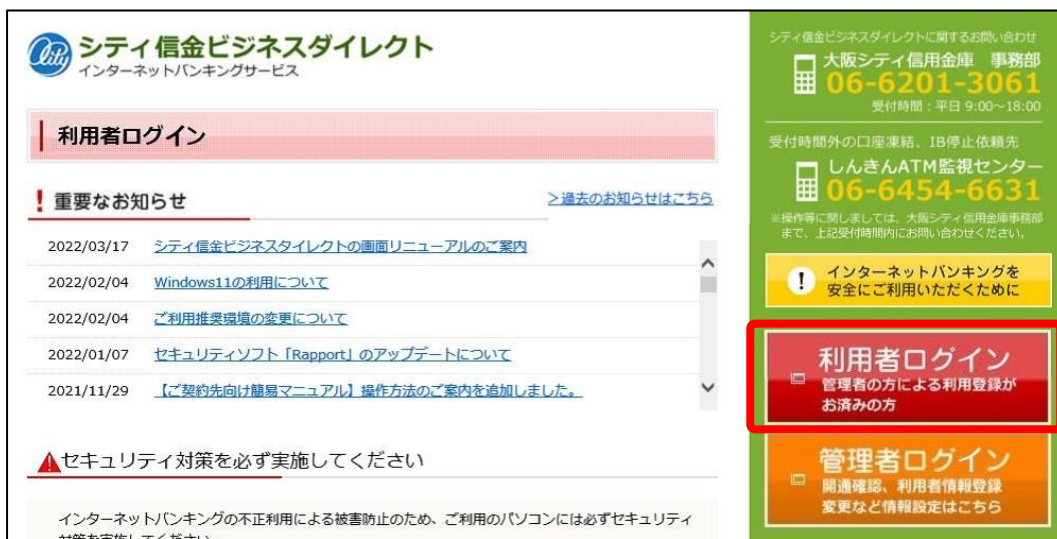 City
シティ信金ビジネスダイレクト
インターネットバンキングサービス
利用者ログイン
! 重要なお知らせ
>過去のお知らせはこちら
2022/03/17 シティ信金ビジネスダイレクトの画面リニューアルのご案内
2022/02/04 Windows11の利用について
2022/02/04 ご利用推奨環境の変更について
2022/01/07 セキュリティソフト「Rapport」のアップデートについて
2021/11/29 【ご契約先向け簡易マニュアル】操作方法のご案内を追加しました。
セキュリティ対策を必ず実施してください
インターネットバンキングの不正利用による被害防止のため、ご利用のパソコンには必ずセキュリティ
対策を実施してください
シティ信金ビジネスダイレクトに関するお問い合わせ
大阪シティ信用金庫 事務部
06-6201-3061
受付時間：平日 9:00～18:00
受付時間外の口座凍結、IB停止依頼先
しんきんATM監視センター
06-6454-6631
※操作等に関しましては、大阪シティ信用金庫事務部
まで、上記受付時間内にお問い合わせください。
! インターネットバンキングを
安全にご利用いただくために
利用者ログイン
管理者の方による利用登録が
お済みの方
管理者ログイン
開通確認、利用者情報登録
変更など情報設定はこちら